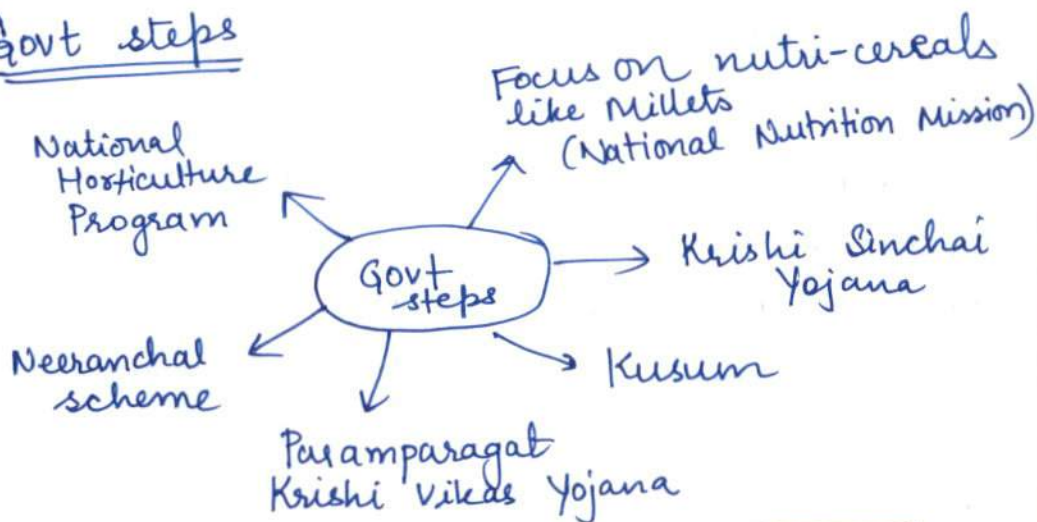 Govt steps
Focus on nutri-cereals
like Millets
(National Nutrition Mission)
National
Horticulture
Program
Govt
steps
Krishi Sinchai
Yojana
Neeranchal
scheme
Kusum
Paramparagat
Krishi Vikas Yojana